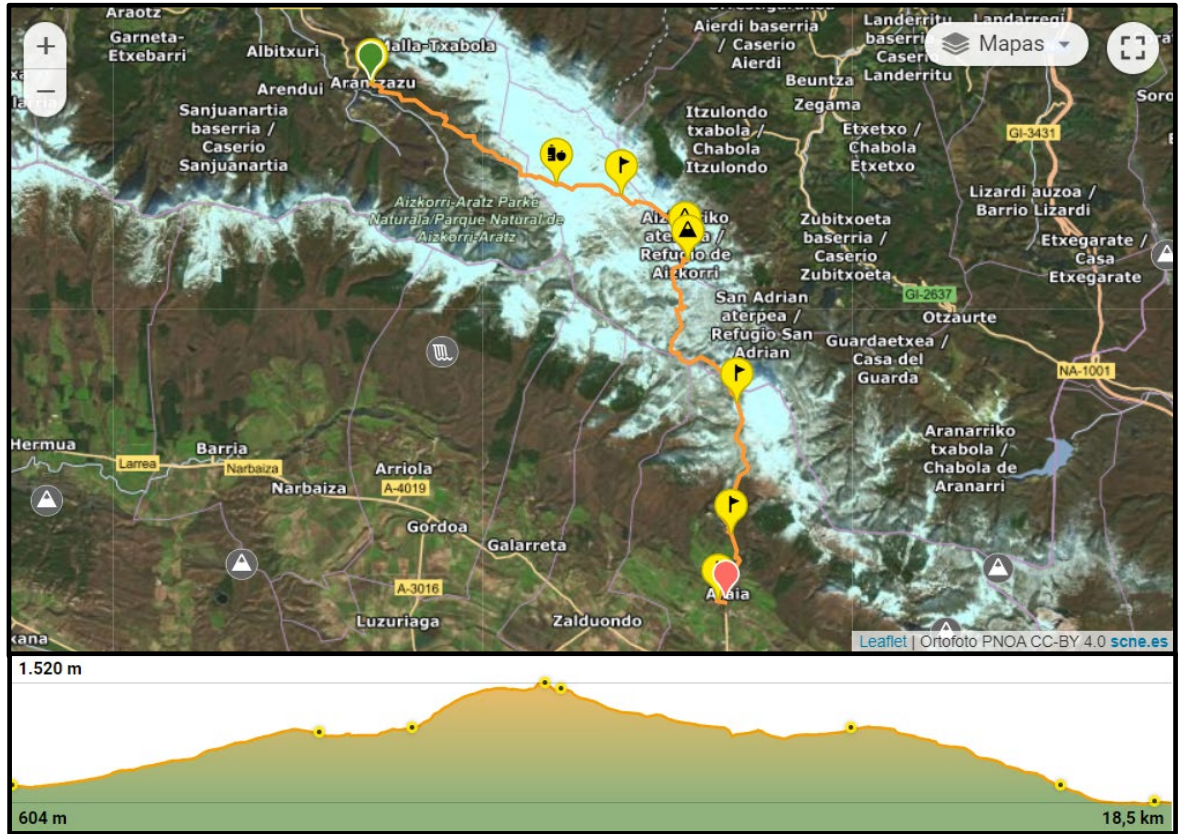 Araotz
Garneta-
Etxebarri
Albitxuri
Malla-Txabola
Arantzazu
Arendui
Sanjuanartia
baserria /
Caserío
Sanjuanartia
Aizkorri-Aratz Parke
Naturala/Parque Natural de
Aizkorri-Aratz
Aierdi baserria
/ Caserio
Aierdi
Landerritu
baserria
Landerritu
Landarregi
Mapas
Beuntza
Zegama
Itzulondo
txabola /
Chabola
Itzulondo
Etxetxo /
Chabola
Etxetxo
GI-3431
Lizardi auzoa /
Barrio Lizardi
Refugio de
Aizkorri
Zubitxoeta
baserria /
Caserio
Zubitxoeta
Etxegarate /
Casa
Etxegarate
San Adrian
aterpea /
Refugio San
Adrian
GI-2637
Otzaurte
Guardaetxea /
Casa del
Guarda
NA-1001
Aranarriko
txabola /
Chabola de
Aranarri
Hermua
Larrea
Barria
Narbaiza
Narbaiza
Arriola
A-4019
Gordoa
Galarreta
A-3016
Luzuriaga
Zalduondo
Leaflet | Ortofoto PNOA CC-BY 4.0 scne.es
1.520 m
604 m
18,5 km